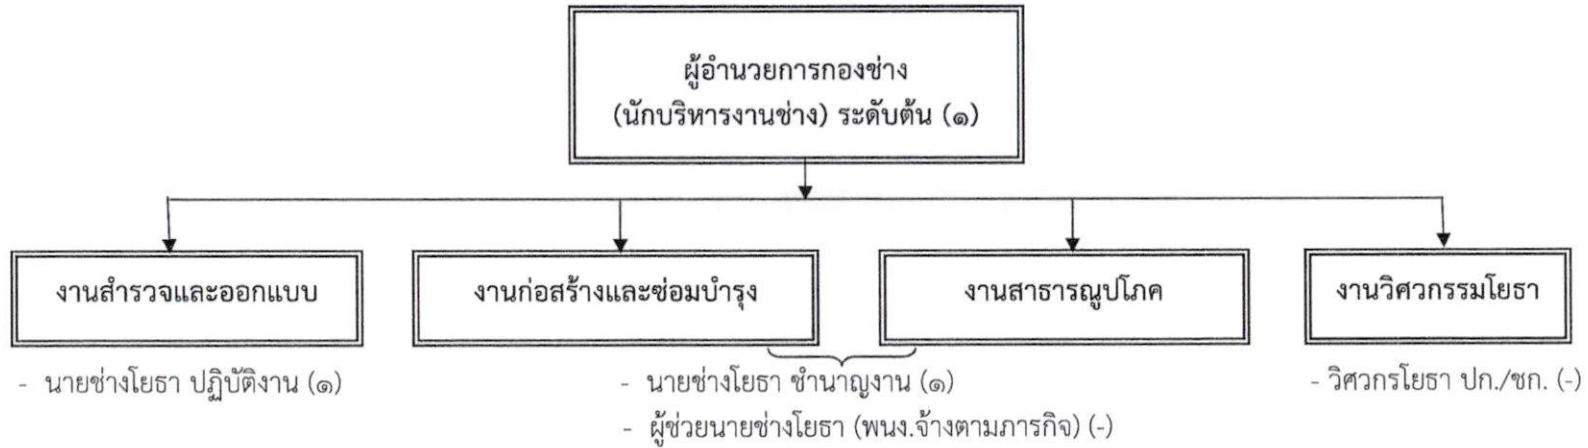 ผู้อำนวยการกองช่าง
(นักบริหารงานช่าง) ระดับต้น (๑)
งานสำรวจและออกแบบ
งานก่อสร้างและซ่อมบำรุง
งานสาธารณูปโภค
งานวิศวกรรมโยธา
- นายช่างโยธา ปฏิบัติงาน (๑)
- นายช่างโยธา ชำนาญงาน (๑)
- ผู้ช่วยนายช่างโยธา (พนง.จ้างตามภารกิจ) (-)
- วิศวกรโยธา ปก./ชก. (-)